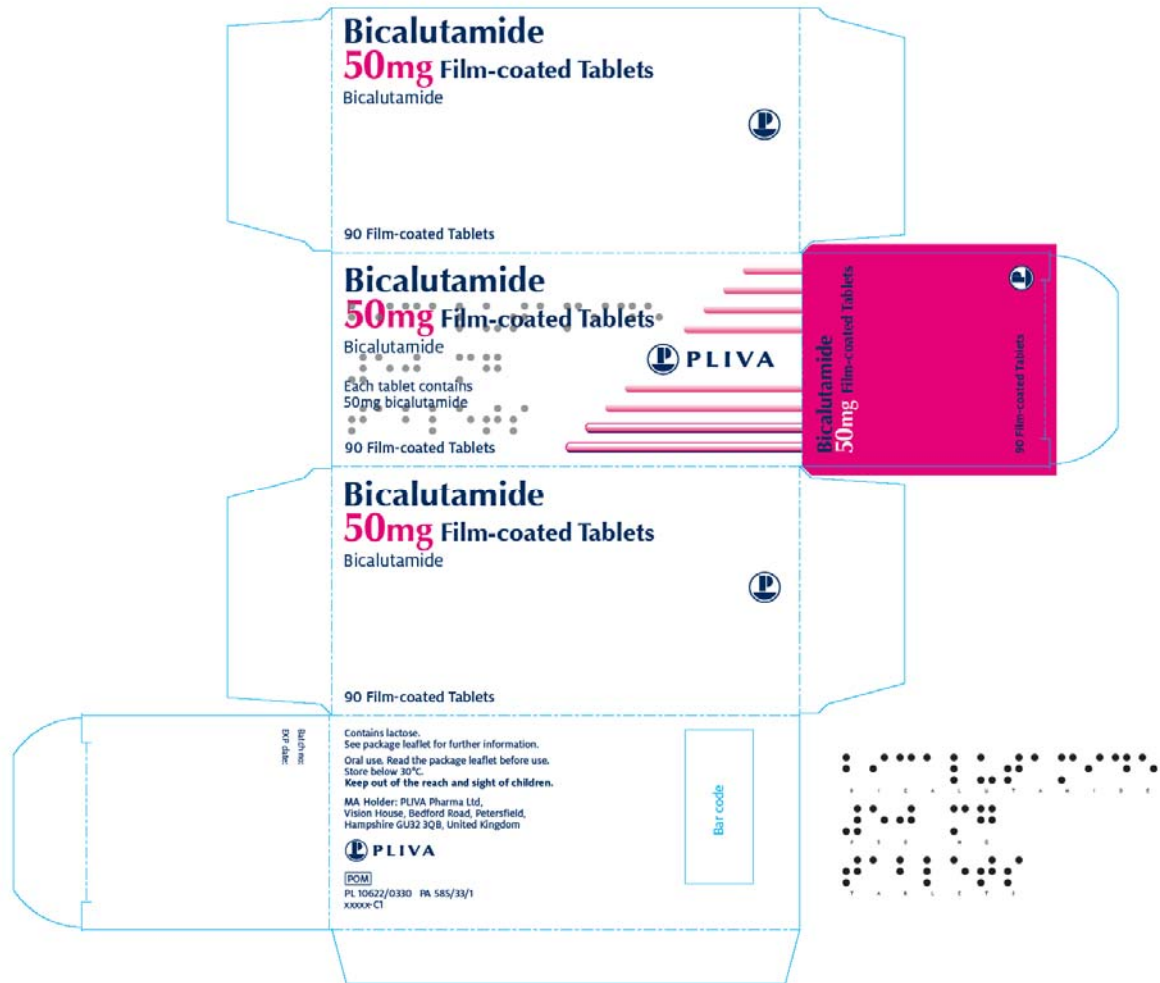 Bicalutamide
50mg Film-coated Tablets
Bicalutamide
90 Film-coated Tablets
Bicalutamide
50mg Film-coated Tablets
Bicalutamide
Each tablet contains
50mg bicalutamide
90 Film-coated Tablets
PLIVA
Bicalutamide
50mg Film-coated Tablets
90 Film-coated Tablets
Bicalutamide
50mg Film-coated Tablets
Bicalutamide
90 Film-coated Tablets
Batch no:
EXP date:
Contains lactose.
See package leaflet for further information.
Oral use. Read the package leaflet before use.
Store below 30°C.
Keep out of the reach and sight of children.
MA Holder: PLIVA Pharma Ltd,
Vision House, Bedford Road, Petersfield,
Hampshire GU32 3QB, United Kingdom
PLIVA
POM
PL 10622/0330 PA 585/33/1
xxxxx-C1
Bar code
B I C A L U T A M I D E
T A B L E T S